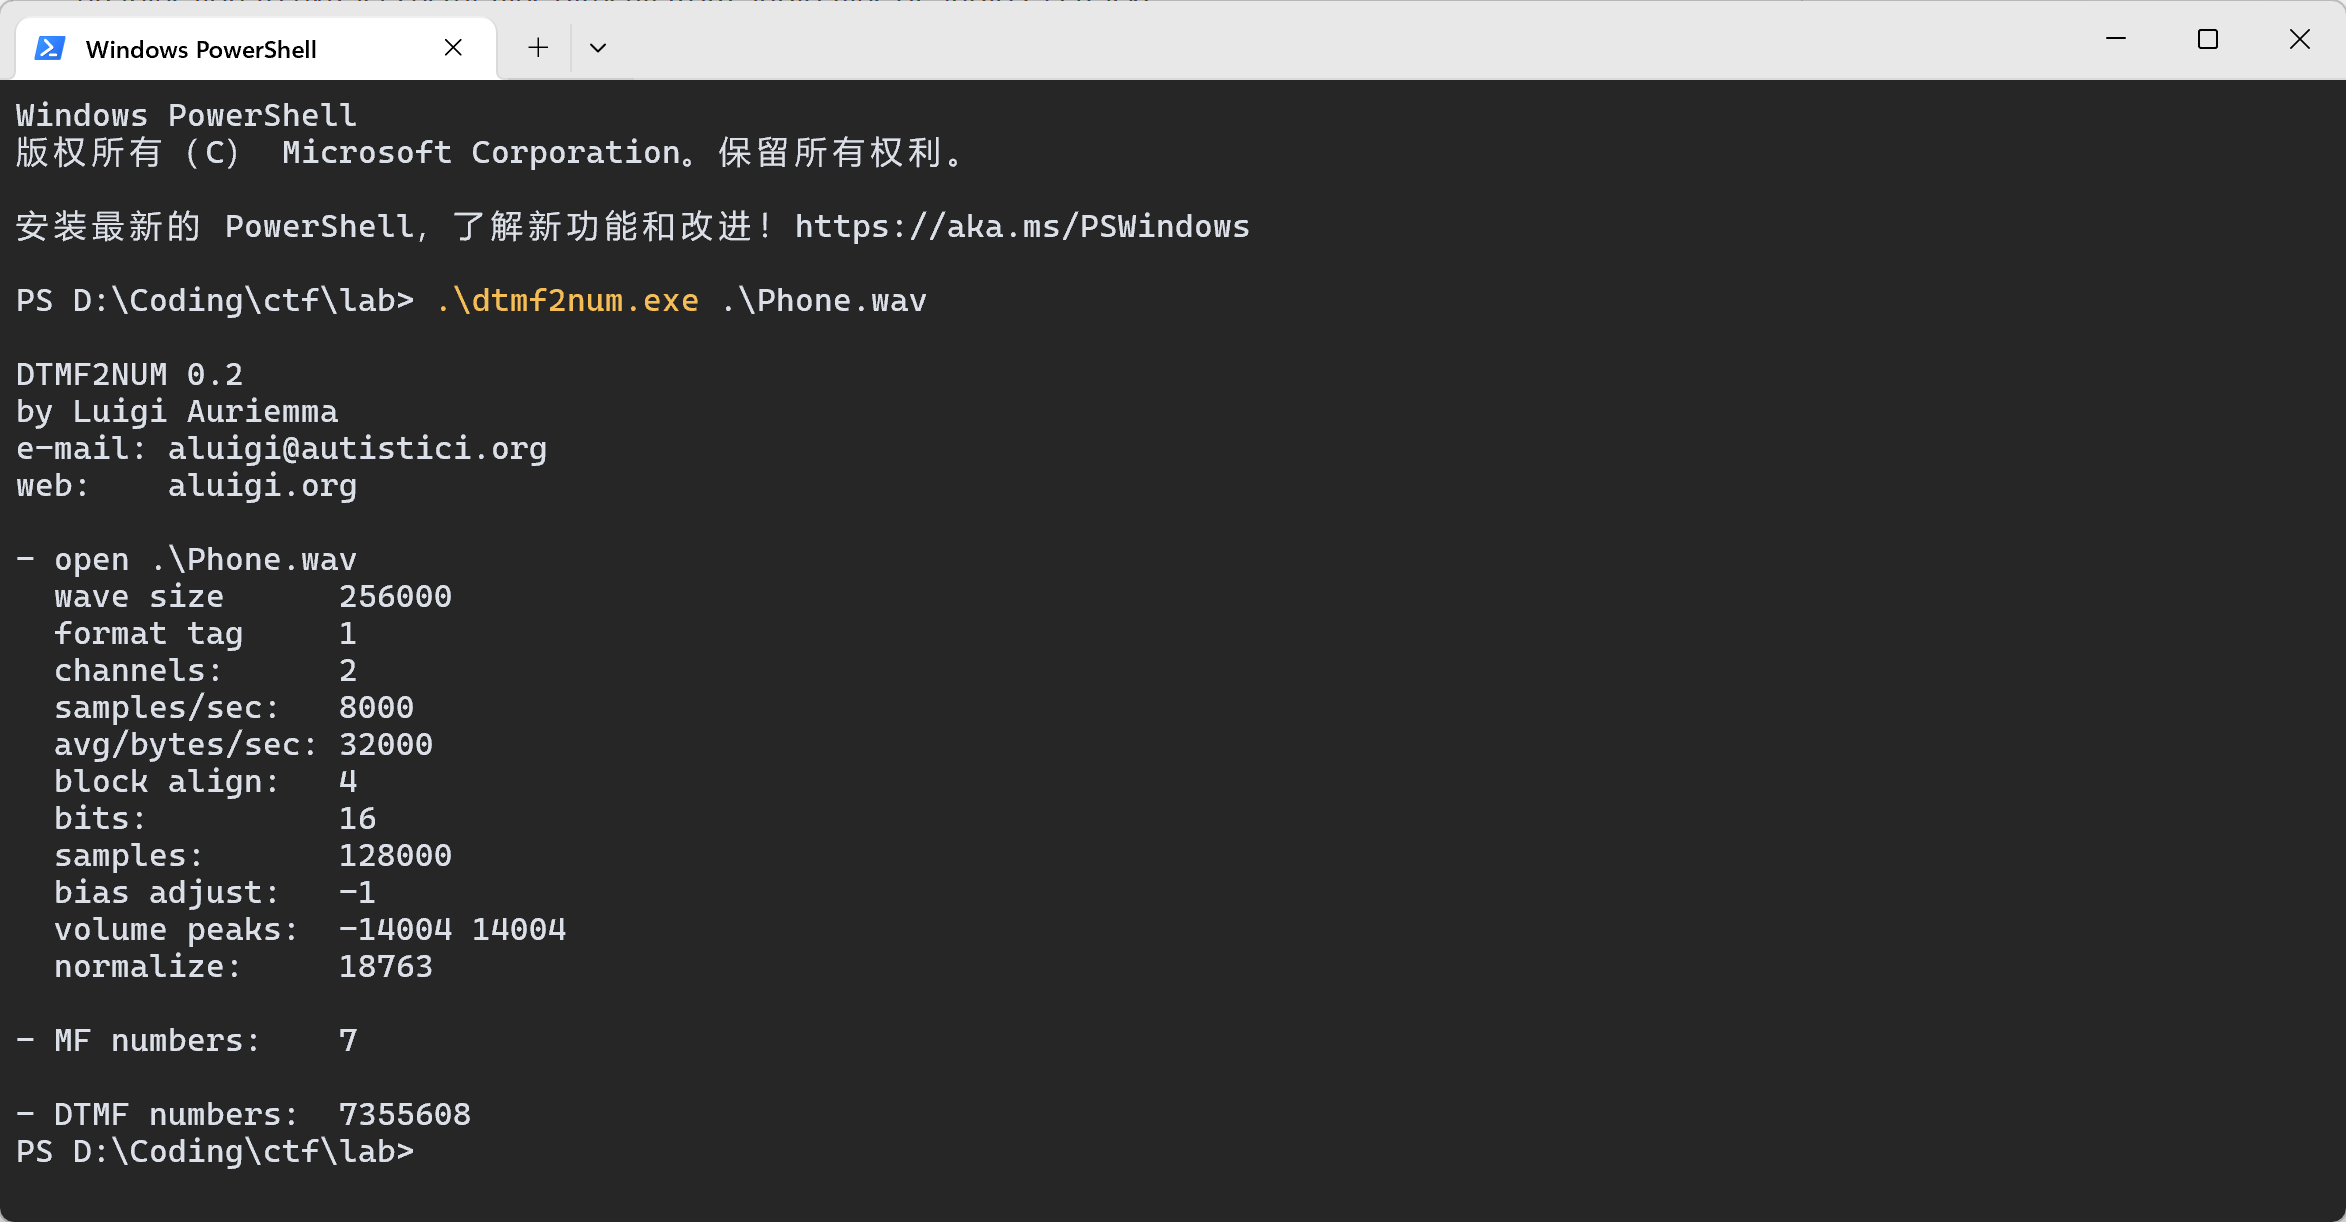 Windows PowerShell
Windows PowerShell
版权所有（C） Microsoft Corporation。保留所有权利。
安装最新的 PowerShell，了解新功能和改进！https://aka.ms/PSWindows
PS D:\Coding\ctf\lab> .\dtmf2num.exe .\Phone.wav
DTMF2NUM 0.2
by Luigi Auriemma
e-mail: aluigi@autistici.org
web:    aluigi.org
- open .\Phone.wav
  wave size      256000
  format tag     1
  channels:      2
  samples/sec:   8000
  avg/bytes/sec: 32000
  block align:   4
  bits:          16
  samples:       128000
  bias adjust:   -1
  volume peaks:  -14004 14004
  normalize:     18763
- MF numbers:    7
- DTMF numbers:  7355608
PS D:\Coding\ctf\lab>